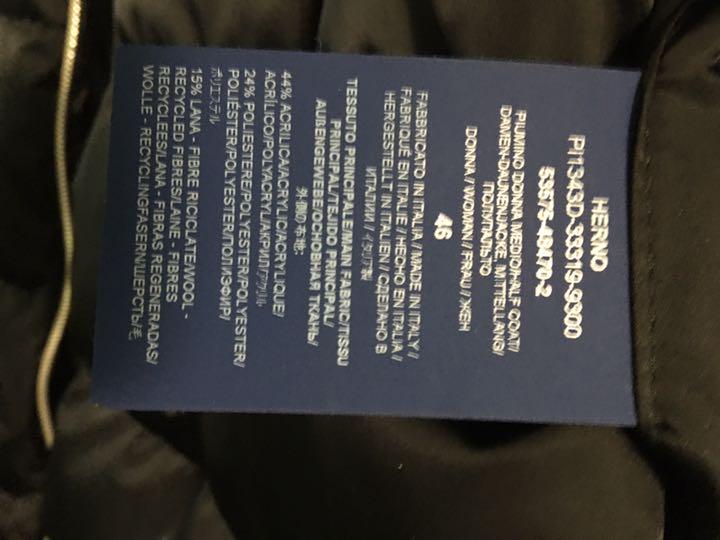 HERNO
PI1343D-33319-9300
53575-48470-2
PIUMINO DONNA MEDIO/HALF COAT//
DAMEN-DAUNENJACKE, MITTELLANG//
ПОЛУПАЛЬТО
DONNA / WOMAN // FRAU / ЖЕН
46
FABBRICATO IN ITALIA // MADE IN ITALY //
FABRIQUÉ EN ITALIE // HECHO EN ITALIA //
HERGESTELLT IN ITALIEN // СДЕЛАНО В
ИТАЛИИ // イタリア製
TESSUTO PRINCIPALE/MAIN FABRIC/TISSU
PRINCIPAL/TEJIDO PRINCIPAL/
AUßENGEWEBE/ОСНОВНАЯ ТКАНЬ/
外側の本地:
44% ACRILICA/ACRYLIC/ACRYLIQUE/
ACRÍLICO/POLYACRYL/АКРИЛ/アクリル
24% POLIESTERE/POLYESTER/POLYESTER/
POLIÉSTER/POLYESTER/ПОЛИЭФИР/
ポリエステル
15% LANA - FIBRE RICICLATE/WOOL -
RECYCLED FIBRES/LAINE - FIBRES
RECYCLEES/LANA - FIBRAS REGENERADAS/
WOLLE - RECYCLINGFASERN/ШЕРСТЬ/毛